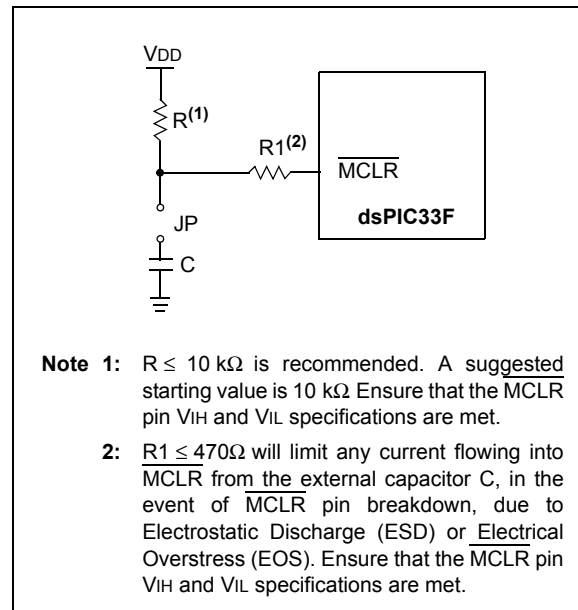 VDD
R(1)
R1(2)
MCLR
dsPIC33F
JP
C
Note 1: R ≤ 10 kΩ is recommended. A suggested
starting value is 10 kΩ Ensure that the MCLR
pin VIH and VIL specifications are met.
2: R1 ≤ 470Ω will limit any current flowing into
MCLR from the external capacitor C, in the
event of MCLR pin breakdown, due to
Electrostatic Discharge (ESD) or Electrical
Overstress (EOS). Ensure that the MCLR pin
VIH and VIL specifications are met.